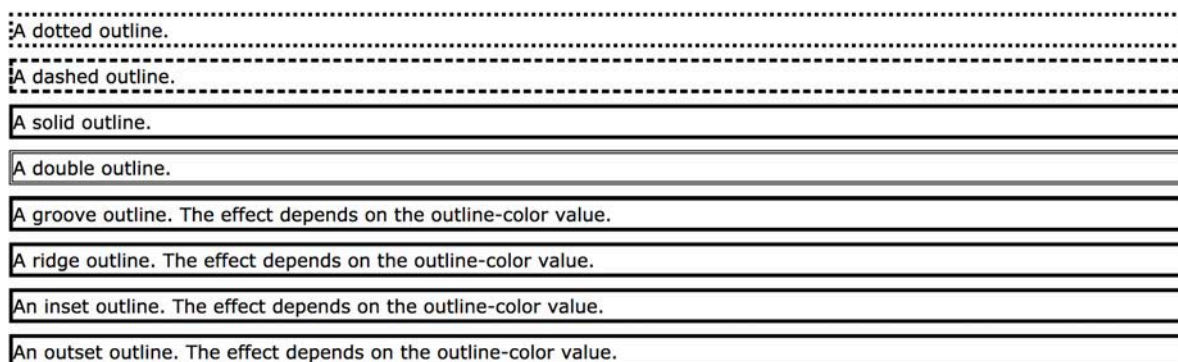 A dotted outline.
A dashed outline.
A solid outline.
A double outline.
A groove outline. The effect depends on the outline-color value.
A ridge outline. The effect depends on the outline-color value.
An inset outline. The effect depends on the outline-color value.
An outset outline. The effect depends on the outline-color value.